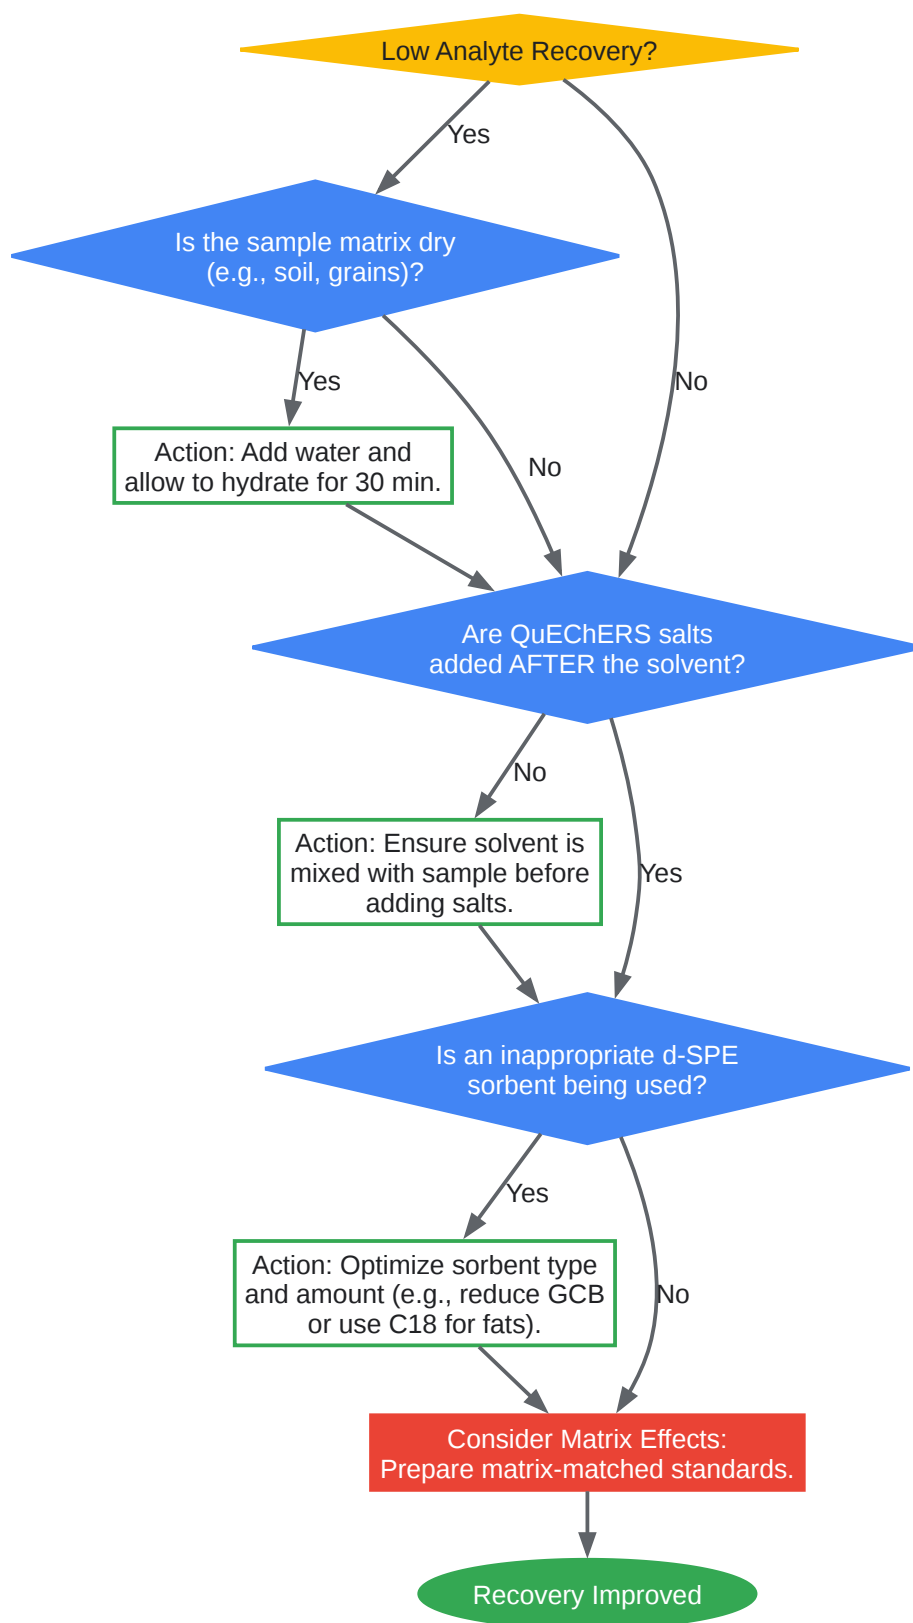 Low Analyte Recovery?
Yes
Is the sample matrix dry
(e.g., soil, grains)?
Yes
No
Action: Add water and
allow to hydrate for 30 min.
No
Are QuEChERS salts
added AFTER the solvent?
No
Action: Ensure solvent is
mixed with sample before
adding salts.
Yes
Is an inappropriate d-SPE
sorbent being used?
Yes
Action: Optimize sorbent type
and amount (e.g., reduce GCB
or use C18 for fats).
No
Consider Matrix Effects:
Prepare matrix-matched standards.
Recovery Improved